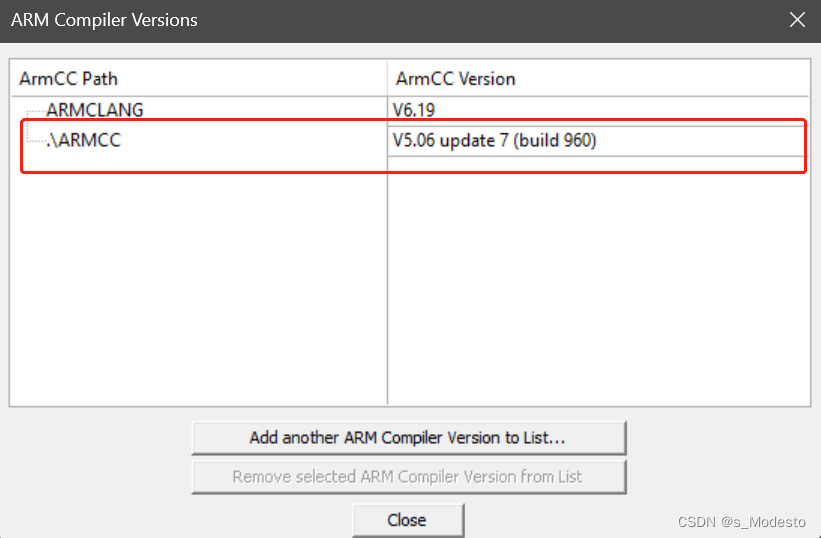 ARM Compiler Versions
ArmCC Path ArmCC Version
ARMCLANG V6.19
.\ARMCC V5.06 update 7 (build 960)
Add another ARM Compiler Version to List...
Remove selected ARM Compiler Version from List
Close
CSDN @s_Modesto